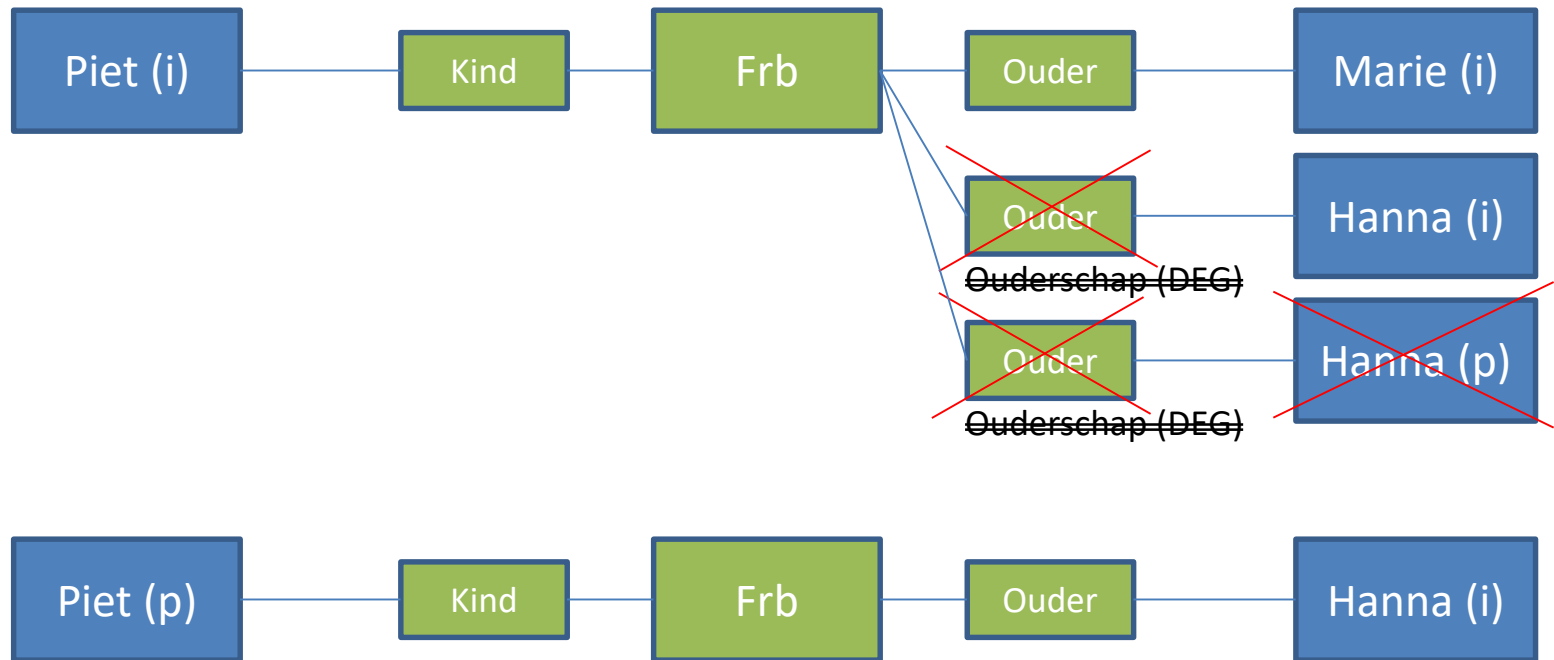 Piet (i) Kind Frb Ouder Marie (i)
Ouder Hanna (i)
Ouderschap (DEG)
Ouder Hanna (p)
Ouderschap (DEG)
Piet (p) Kind Frb Ouder Hanna (i)